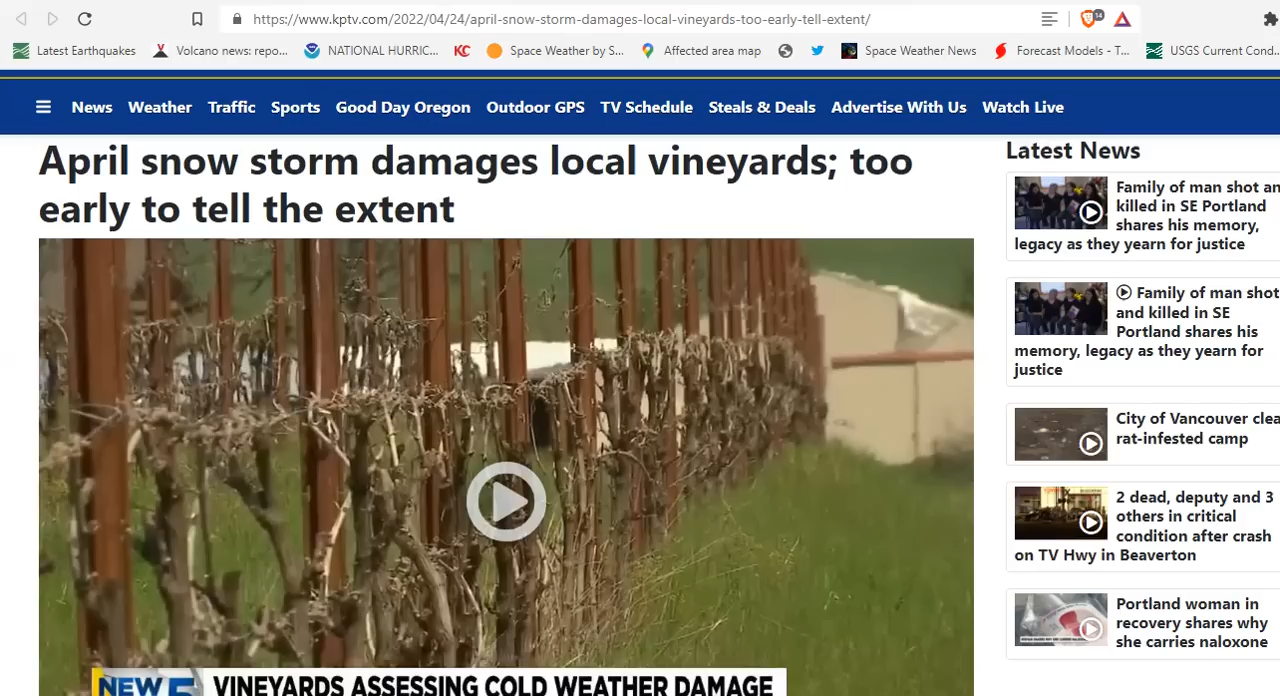 https://www.kptv.com/2022/04/24/april-snow-storm-damages-local-vineyards-too-early-tell-extent/
14
Latest Earthquakes
Volcano news: repo...
NATIONAL HURRIC...
KC
Space Weather by S...
Affected area map
Space Weather News
Forecast Models - T...
USGS Current Cond...
News
Weather
Traffic
Sports
Good Day Oregon
Outdoor GPS
TV Schedule
Steals & Deals
Advertise With Us
Watch Live
April snow storm damages local vineyards; too
early to tell the extent
NEW 5
VINEYARDS ASSESSING COLD WEATHER DAMAGE
Latest News
Family of man shot an
killed in SE Portland
shares his memory,
legacy as they yearn for justice
Family of man shot
and killed in SE
Portland shares his
memory, legacy as they yearn for
justice
City of Vancouver clea
rat-infested camp
2 dead, deputy and 3
others in critical
condition after crash
on TV Hwy in Beaverton
Portland woman in
recovery shares why
she carries naloxone